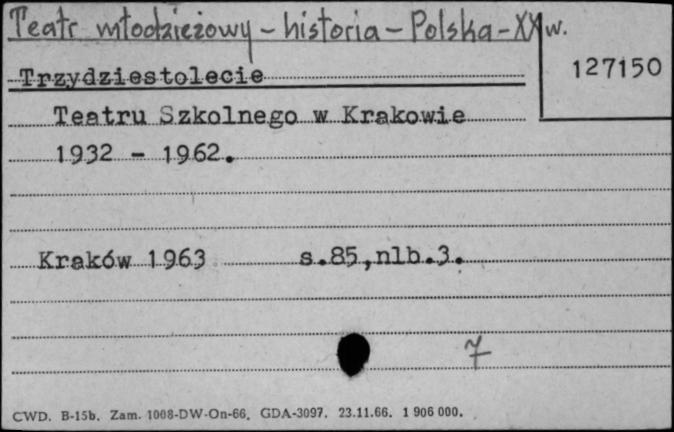 Teatr młodzieżowy - historia - Polska - XX w.
127150
Trzydziestolecie
Teatru Szkolnego w Krakowie
1932 - 1962.
Kraków 1963 s.85,nlb.3.
7
CWD. B-15b. Zam. 1008-DW-On-66. GDA-3097. 23.11.66. 1 906 000.